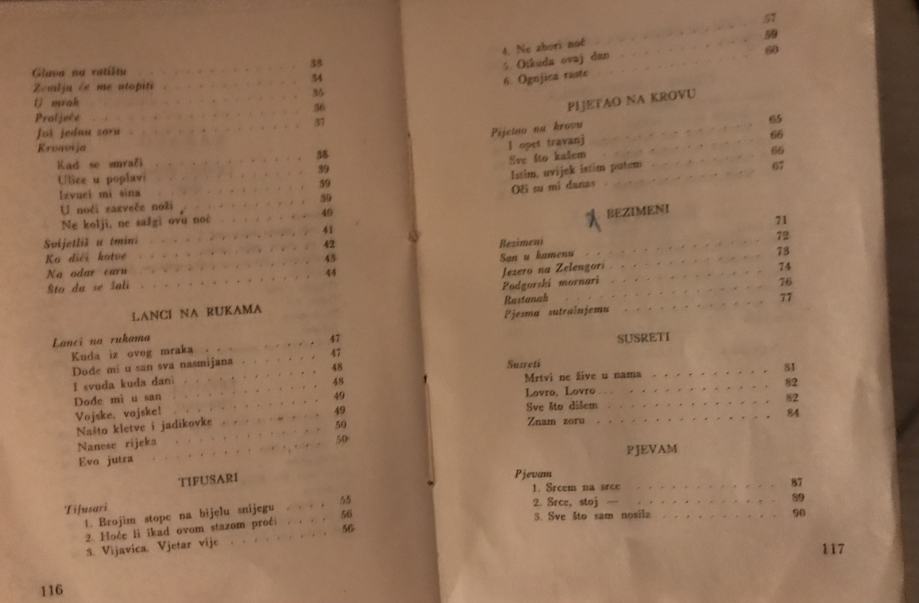 Glava na ratištu . . . . . . . . . . . . . 33
Zemlja će me utopiti . . . . . . . . . . . 34
U mrak . . . . . . . . . . . . . 35
Proljeće . . . . . . . . . . . . . 36
Još jednu zoru . . . . . . . . . . . . . 37
Krvavija
Kad se smrači . . . . . . . . . . . 38
Ulice u poplavi . . . . . . . . . . . 39
Izvuci mi sina . . . . . . . . . . . 39
U noći zazveče noži . . . . . . . . . 39
Ne kolji, ne sažgi ovu noć . . . . . . . 40
Svijetliš u tmini . . . . . . . . . . . 41
Ko dići kotve . . . . . . . . . . . 42
Na odar caru . . . . . . . . . . . 43
Što da se šali . . . . . . . . . . . 44
LANCI NA RUKAMA
Lanci na rukama
Kuda iz ovog mraka . . . . . . . . . 47
Dođe mi u san sva nasmijana . . . . . . 47
I svuda kuda đani . . . . . . . . . 48
Dođe mi u san . . . . . . . . . 48
Vojske, vojske! . . . . . . . . . 49
Našto kletve i jadikovke . . . . . . . 49
Nanese rijeka . . . . . . . . . 50
Evo jutra . . . . . . . . . 50
TIFUSARI
Tifusari
1. Brojim stope na bijelu snijegu . . . . . 55
2. Hoće li ikad ovom stazom proći . . . . . 56
3. Vijavica. Vjetar vije . . . . . . . 56
116
4. Ne zbori noć . . . . . . . . . 57
5. Otkuda ovaj dan . . . . . . . . . 59
6. Ognjica raste . . . . . . . . . 60
PIJETAO NA KROVU
Pijetao na krovu
I opet travanj . . . . . . . . . 65
Sve što kažem . . . . . . . . . 66
Istim, uvijek istim putem . . . . . . . 66
Oči su mi danas . . . . . . . . . 67
BEZIMENI
Bezimeni . . . . . . . . . 71
San u kamenu . . . . . . . . . 72
Jezero na Zelengori . . . . . . . . . 73
Podgorski mornari . . . . . . . . . 74
Rastanak . . . . . . . . . 76
Pjesma sutrašnjemu . . . . . . . . . 77
SUSRETI
Susreti
Mrtvi ne žive u nama . . . . . . . . . 81
Lovro, Lovro . . . . . . . . . 82
Sve što dišem . . . . . . . . . 82
Znam zoru . . . . . . . . . 84
PJEVAM
Pjevam
1. Srcem na srce . . . . . . . . . 87
2. Srce, stoj — . . . . . . . . . 89
3. Sve što sam nosila . . . . . . . . . 90
117